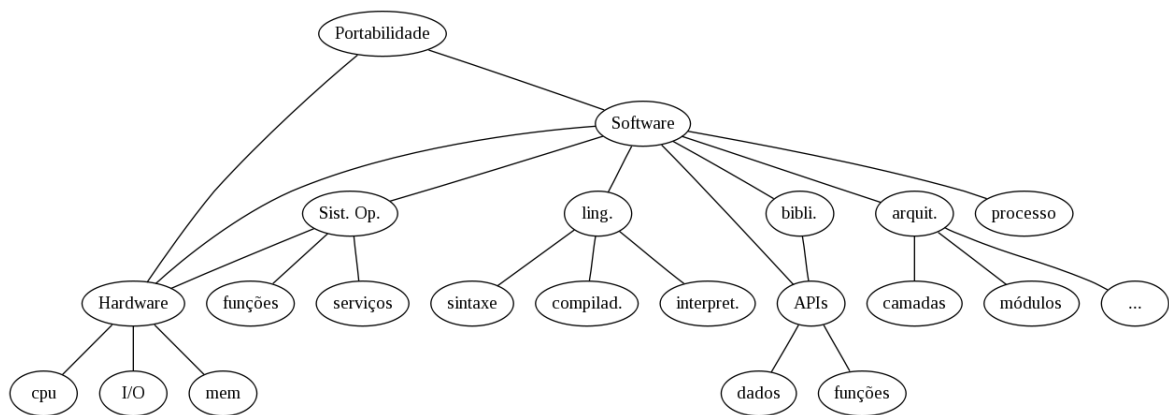 Portabilidade
Software
Sist. Op.
ling.
bibli.
arquit.
processo
Hardware
funções
serviços
sintaxe
compilad.
interpret.
APIs
camadas
módulos
...
cpu
I/O
mem
dados
funções